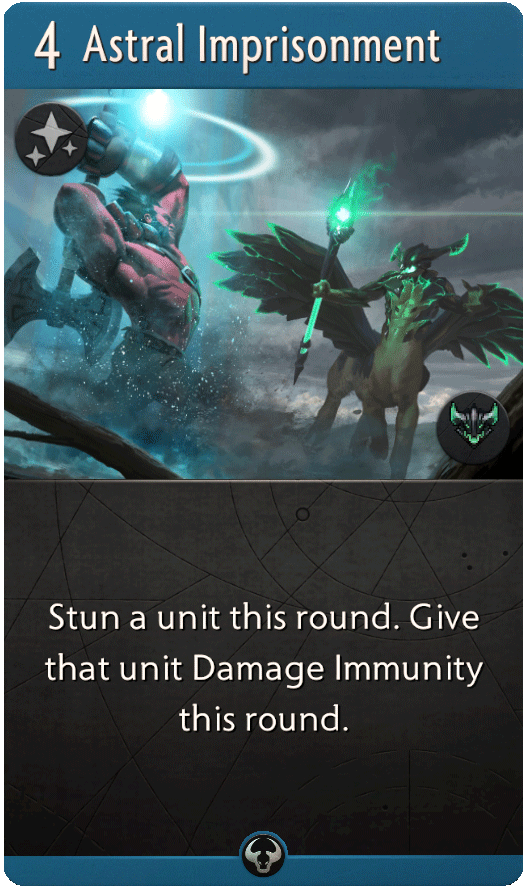 4 Astral Imprisonment
Stun a unit this round. Give
that unit Damage Immunity
this round.